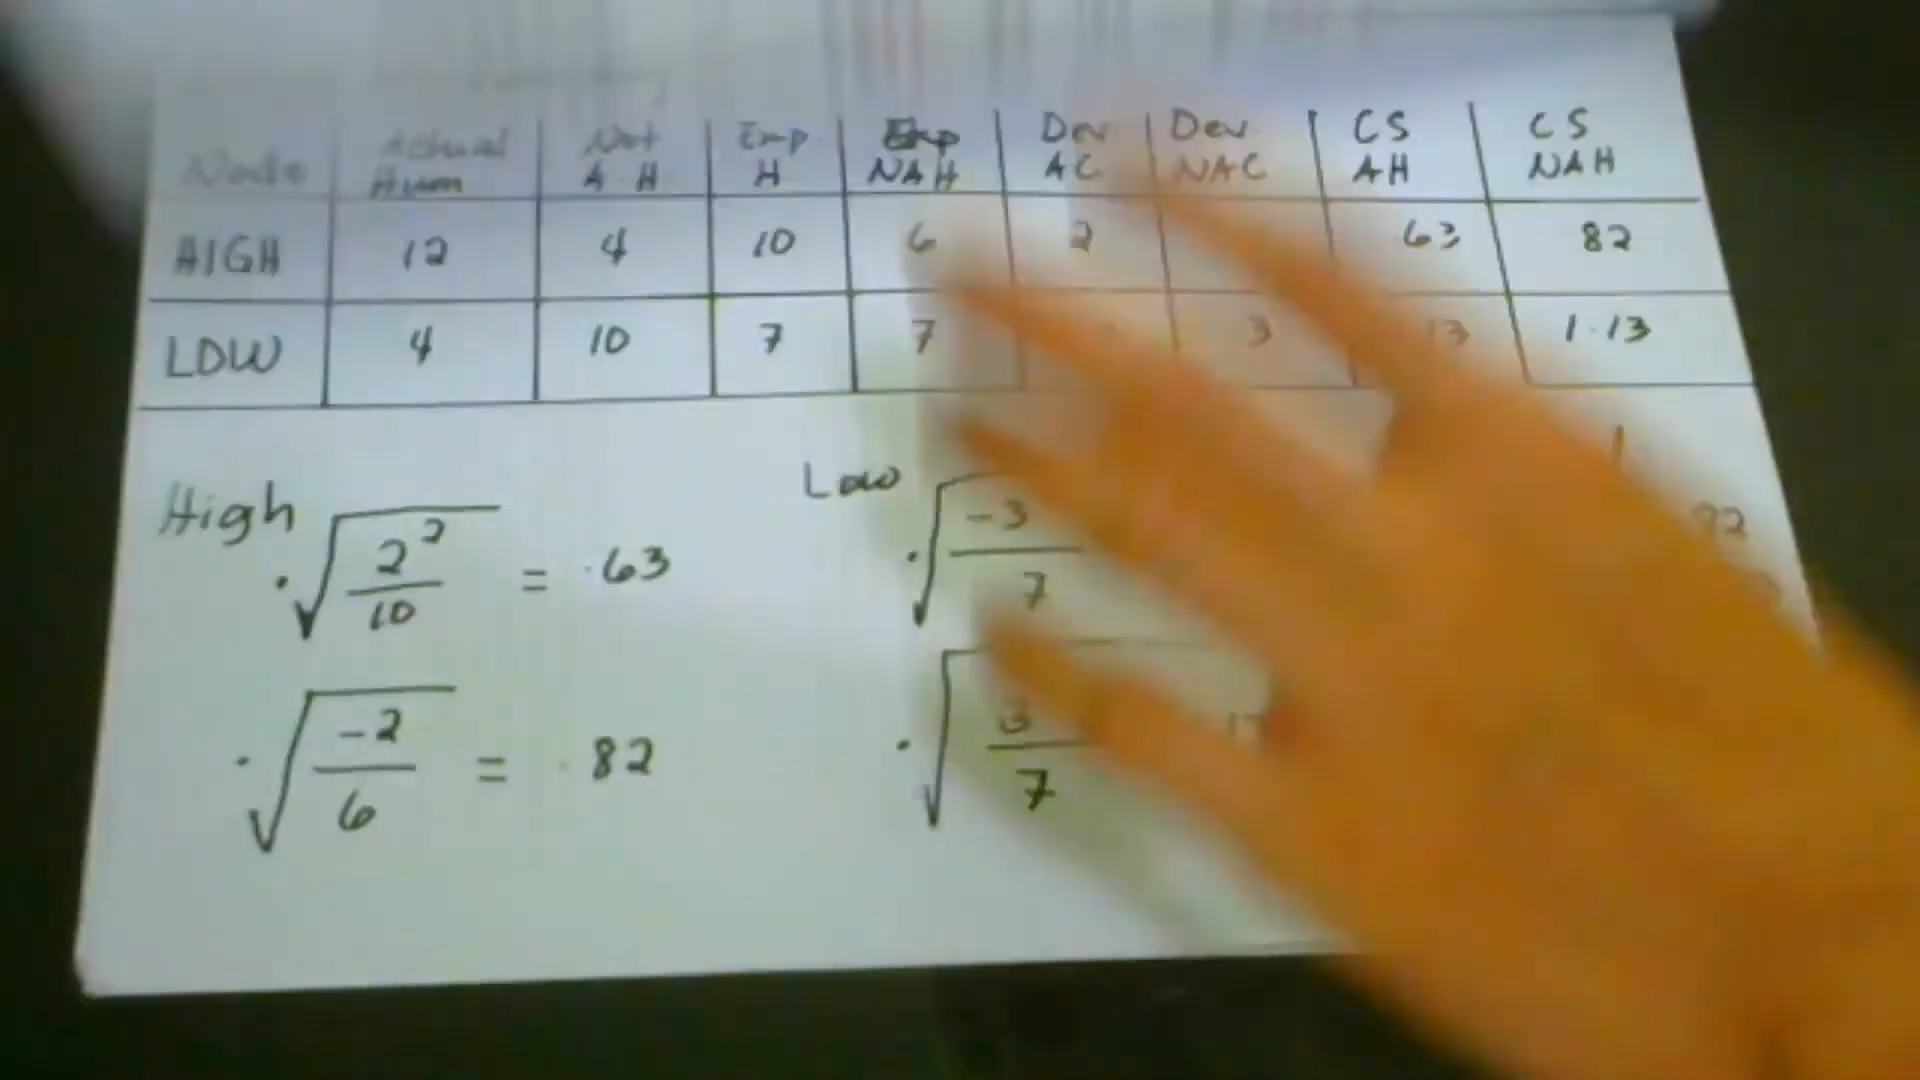 Node Actual Hum Not A H Exp H Exp NAH Dev AC Dev NAC CS AH CS NAH
HIGH 12 4 10 6 2 63 82
LOW 4 10 7 7 3 13 1.13
High √ 2² / 10 = .63
Low √ -3 / 7
√ -2 / 6 = .82
√ 3 / 7